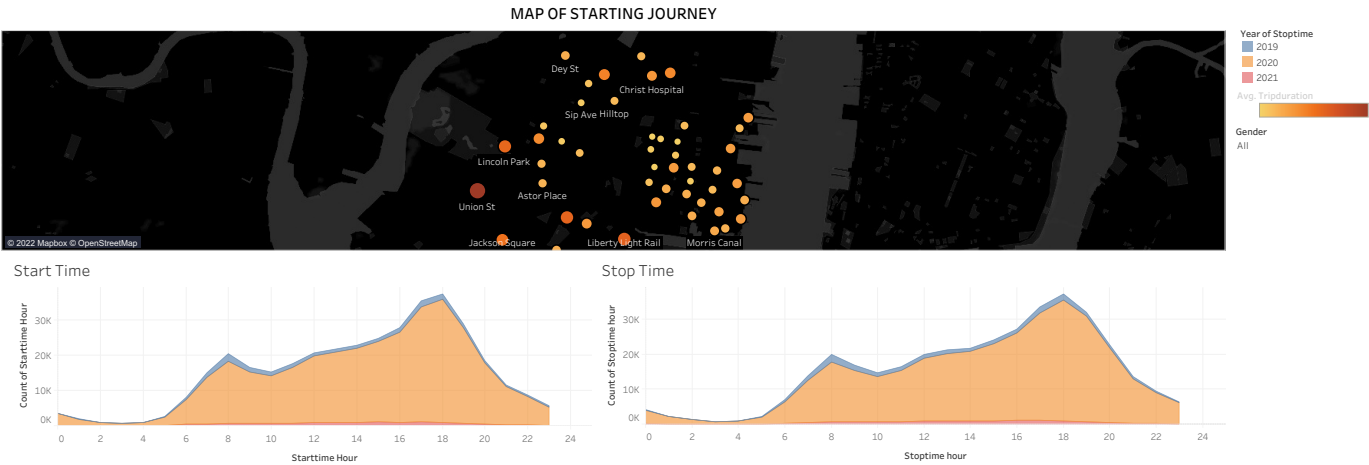 MAP OF STARTING JOURNEY
Year of Stoptime
2019
2020
2021
Avg. Tripduration
Gender
All
Dey St
Christ Hospital
Sip Ave Hilltop
Lincoln Park
Astor Place
Union St
Jackson Square
Liberty Light Rail
Morris Canal
© 2022 Mapbox © OpenStreetMap
Start Time
Count of Starttime Hour
30K
20K
10K
0K
0 2 4 6 8 10 12 14 16 18 20 22 24
Starttime Hour
Stop Time
Count of Stoptime hour
30K
20K
10K
0K
0 2 4 6 8 10 12 14 16 18 20 22 24
Stoptime hour